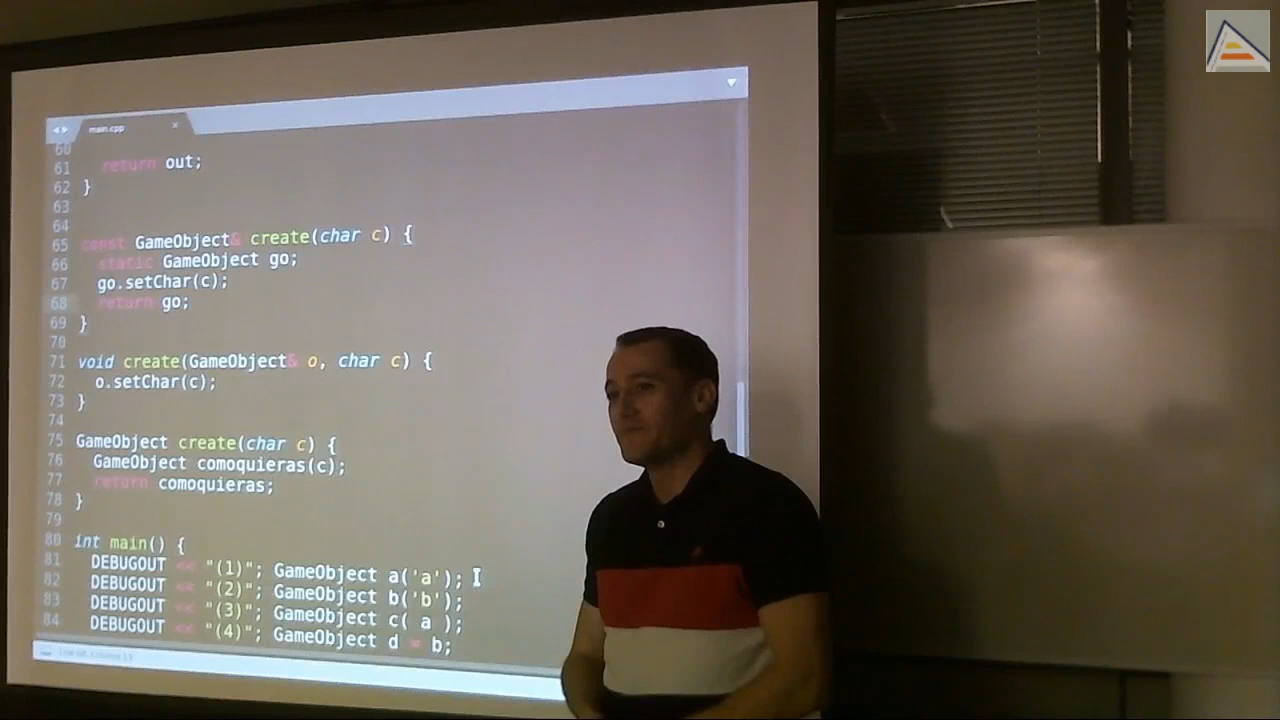 main.cpp
60
61 return out;
62 }
63
64
65 const GameObject& create(char c) {
66 static GameObject go;
67 go.setChar(c);
68 return go;
69 }
70
71 void create(GameObject& o, char c) {
72 o.setChar(c);
73 }
74
75 GameObject create(char c) {
76 GameObject comoquieras(c);
77 return comoquieras;
78 }
79
80 int main() {
81 DEBUGOUT << "(1)"; GameObject a('a');
82 DEBUGOUT << "(2)"; GameObject b('b');
83 DEBUGOUT << "(3)"; GameObject c( a );
84 DEBUGOUT << "(4)"; GameObject d = b;